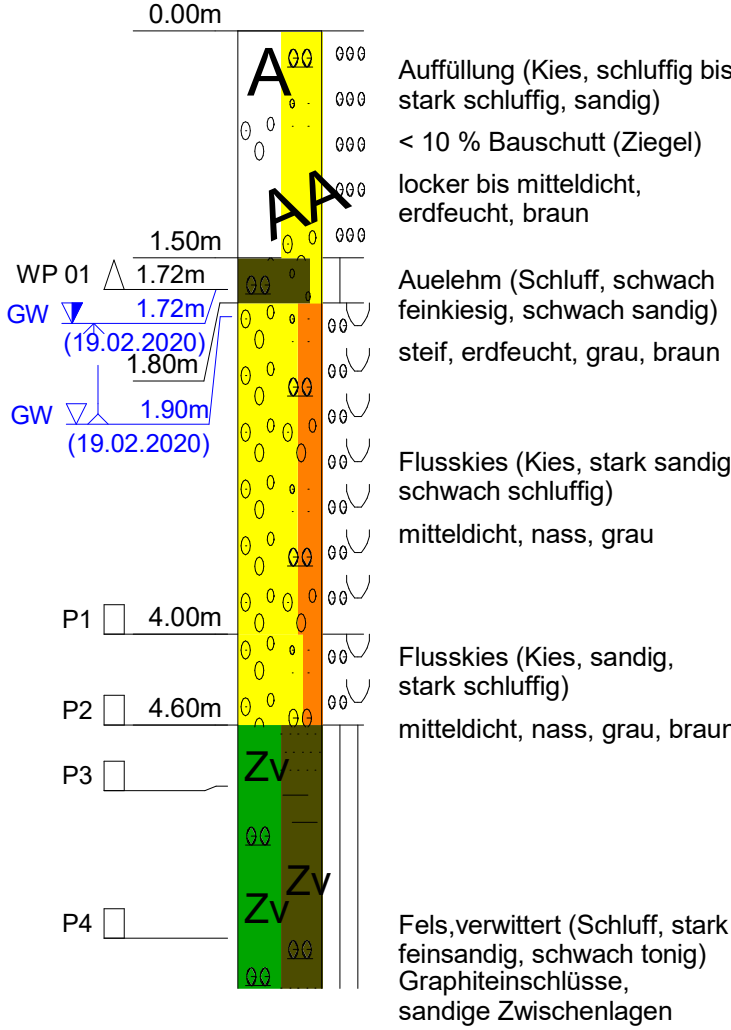 0.00m
A
Auffüllung (Kies, schluffig bis
stark schluffig, sandig)
< 10 % Bauschutt (Ziegel)
locker bis mitteldicht,
erdfeucht, braun
A A
1.50m
WP 01 1.72m
GW 1.72m
(19.02.2020)
1.80m
Auelehm (Schluff, schwach
feinkiesig, schwach sandig)
steif, erdfeucht, grau, braun
GW 1.90m
(19.02.2020)
Flusskies (Kies, stark sandig
schwach schluffig)
mitteldicht, nass, grau
P1 4.00m
Flusskies (Kies, sandig,
stark schluffig)
mitteldicht, nass, grau, braun
P2 4.60m
Zv
P3
Zv
Zv
P4
Fels,verwittert (Schluff, stark
feinsandig, schwach tonig)
Graphiteinschlüsse,
sandige Zwischenlagen